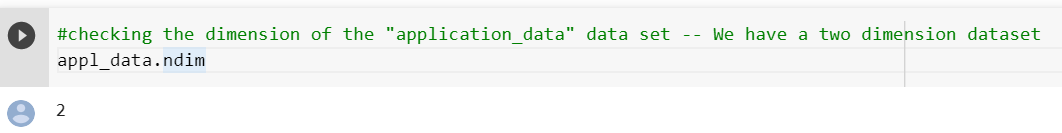 #checking the dimension of the "application_data" data set -- We have a two dimension dataset
appl_data.ndim
2